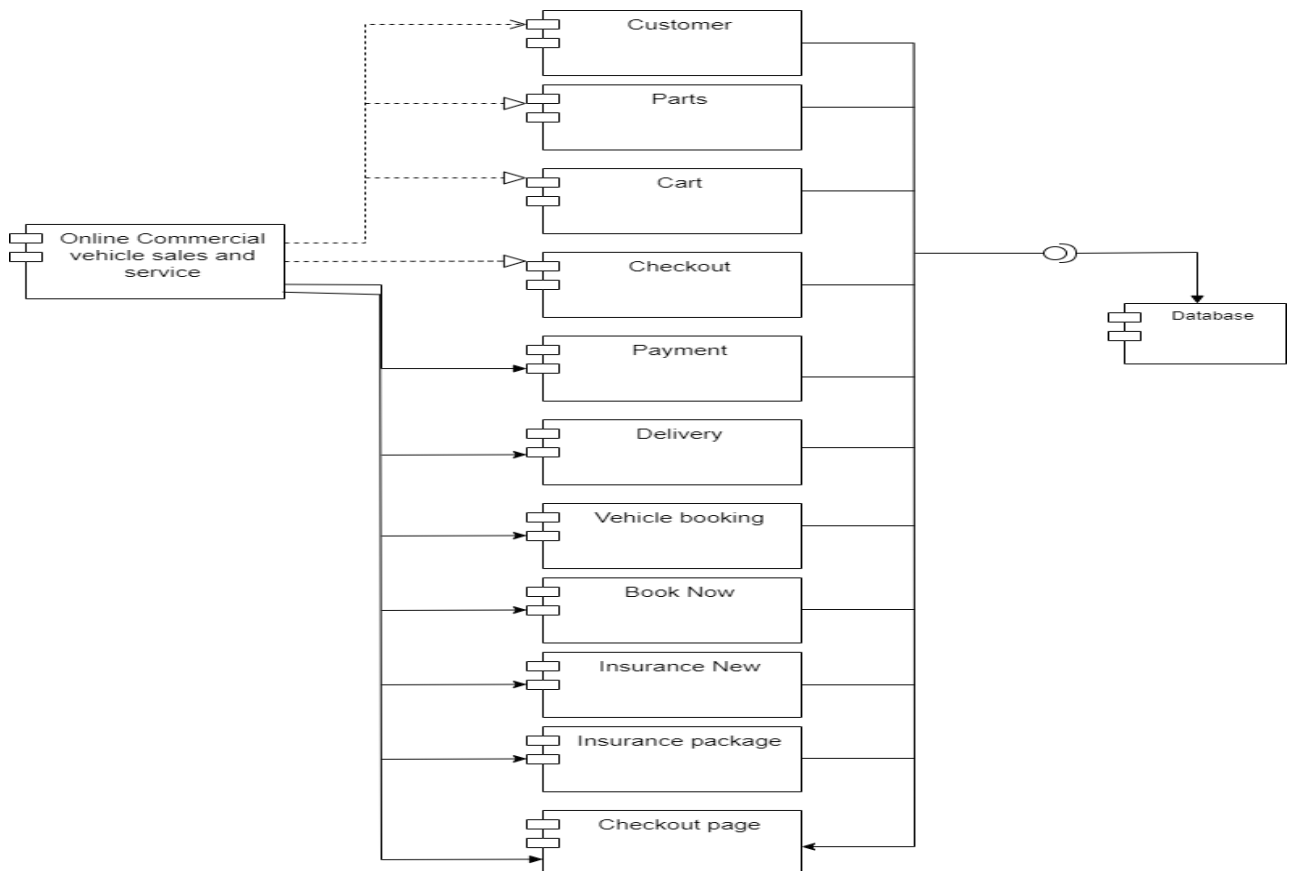 Customer
Parts
Cart
Online Commercial
vehicle sales and
service
Checkout
Database
Payment
Delivery
Vehicle booking
Book Now
Insurance New
Insurance package
Checkout page